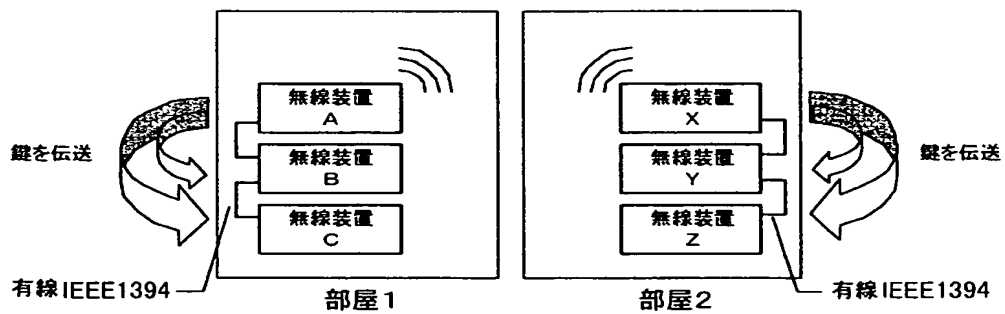 無線装置
A
無線装置
B
無線装置
C
鍵を伝送
有線IEEE1394
部屋1
無線装置
X
無線装置
Y
無線装置
Z
鍵を伝送
有線IEEE1394
部屋2